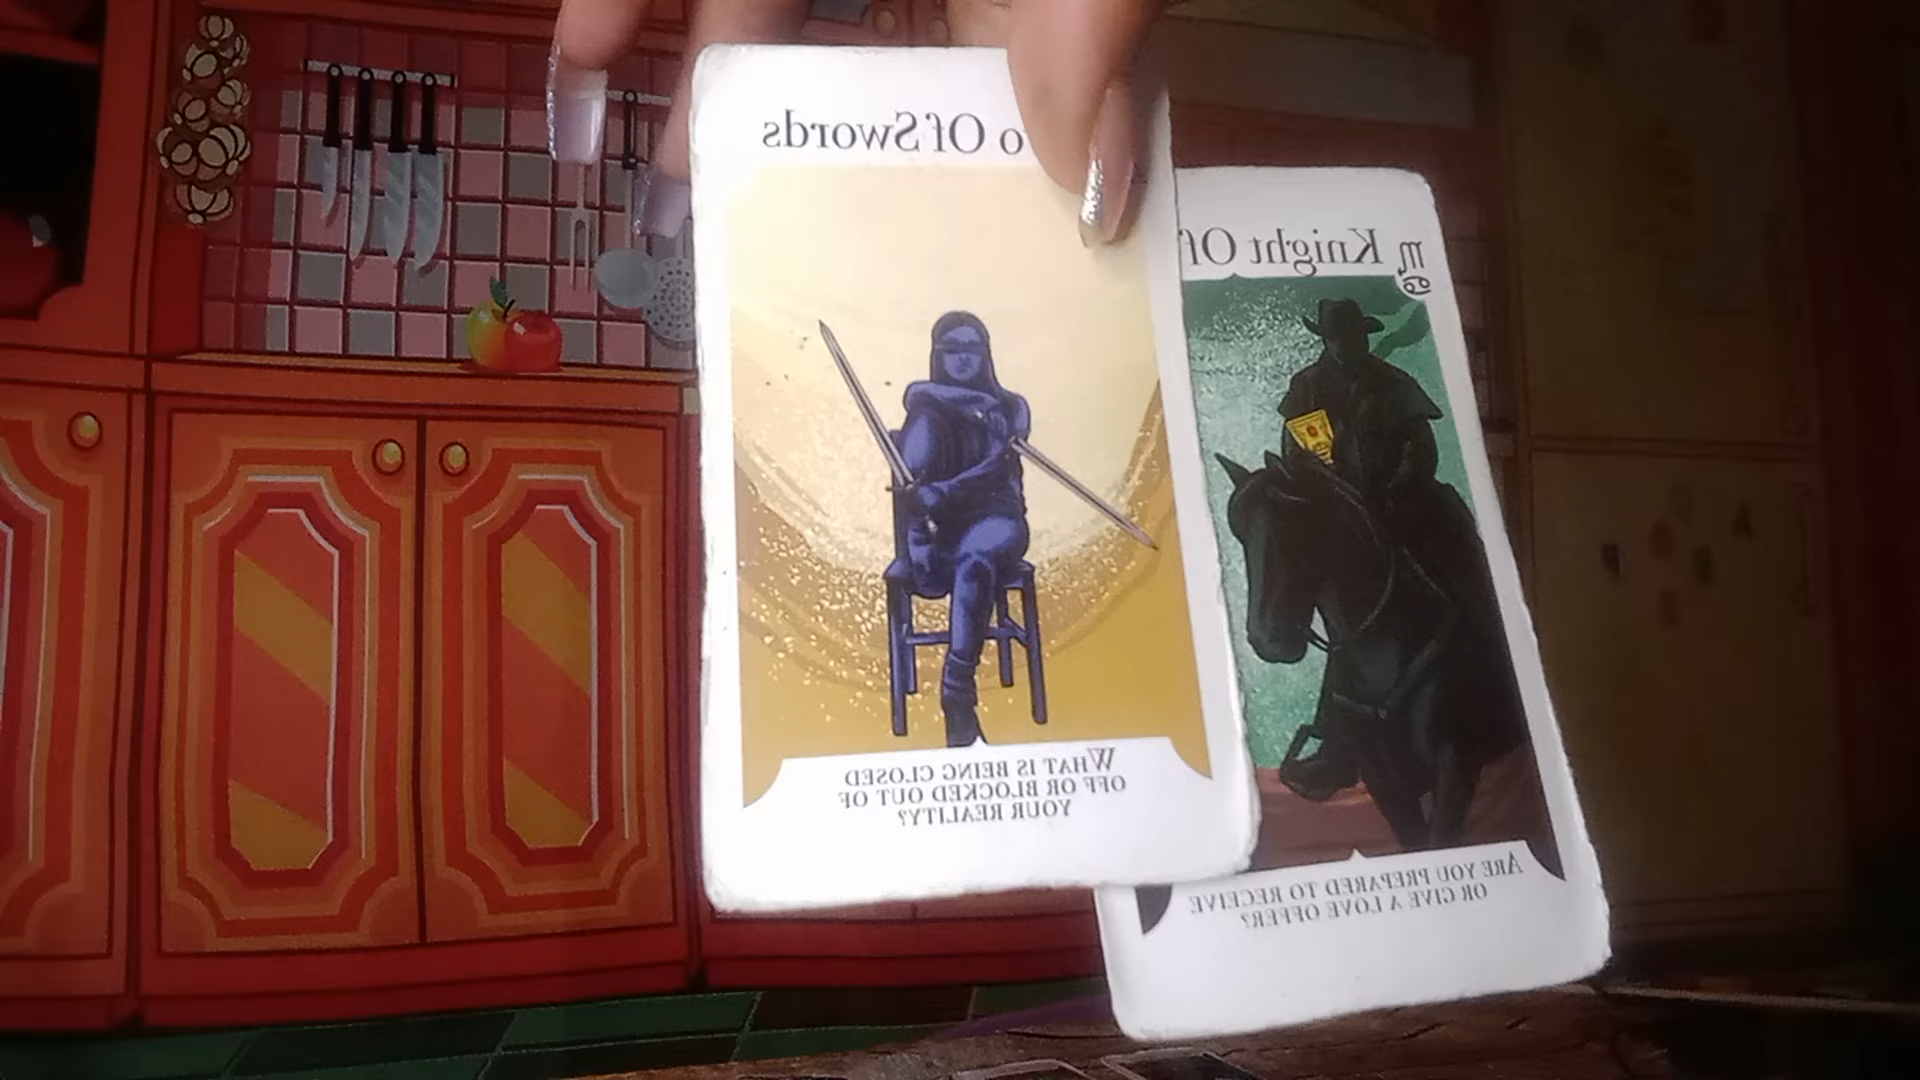 o Of Swords
WHAT IS BEING CLOSED
OFF OR BLOCKED OUT OF
YOUR REALITY?
♏ Knight Of
♋
ARE YOU PREPARED TO RECEIVE
OR GIVE A LOVE OFFER?